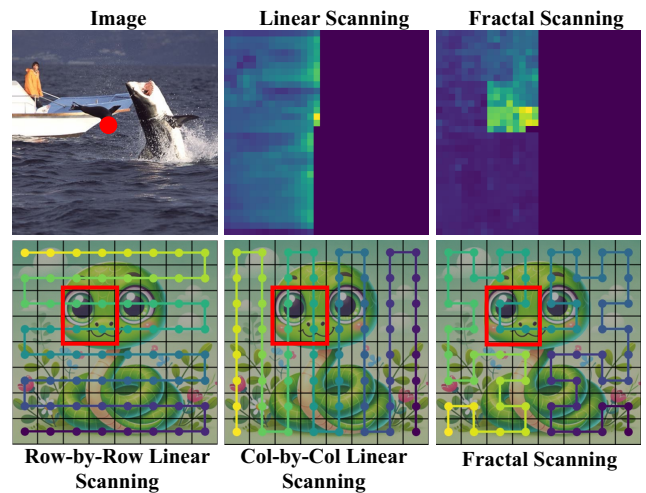 Image
Linear Scanning
Fractal Scanning
Row-by-Row Linear
Scanning
Col-by-Col Linear
Scanning
Fractal Scanning